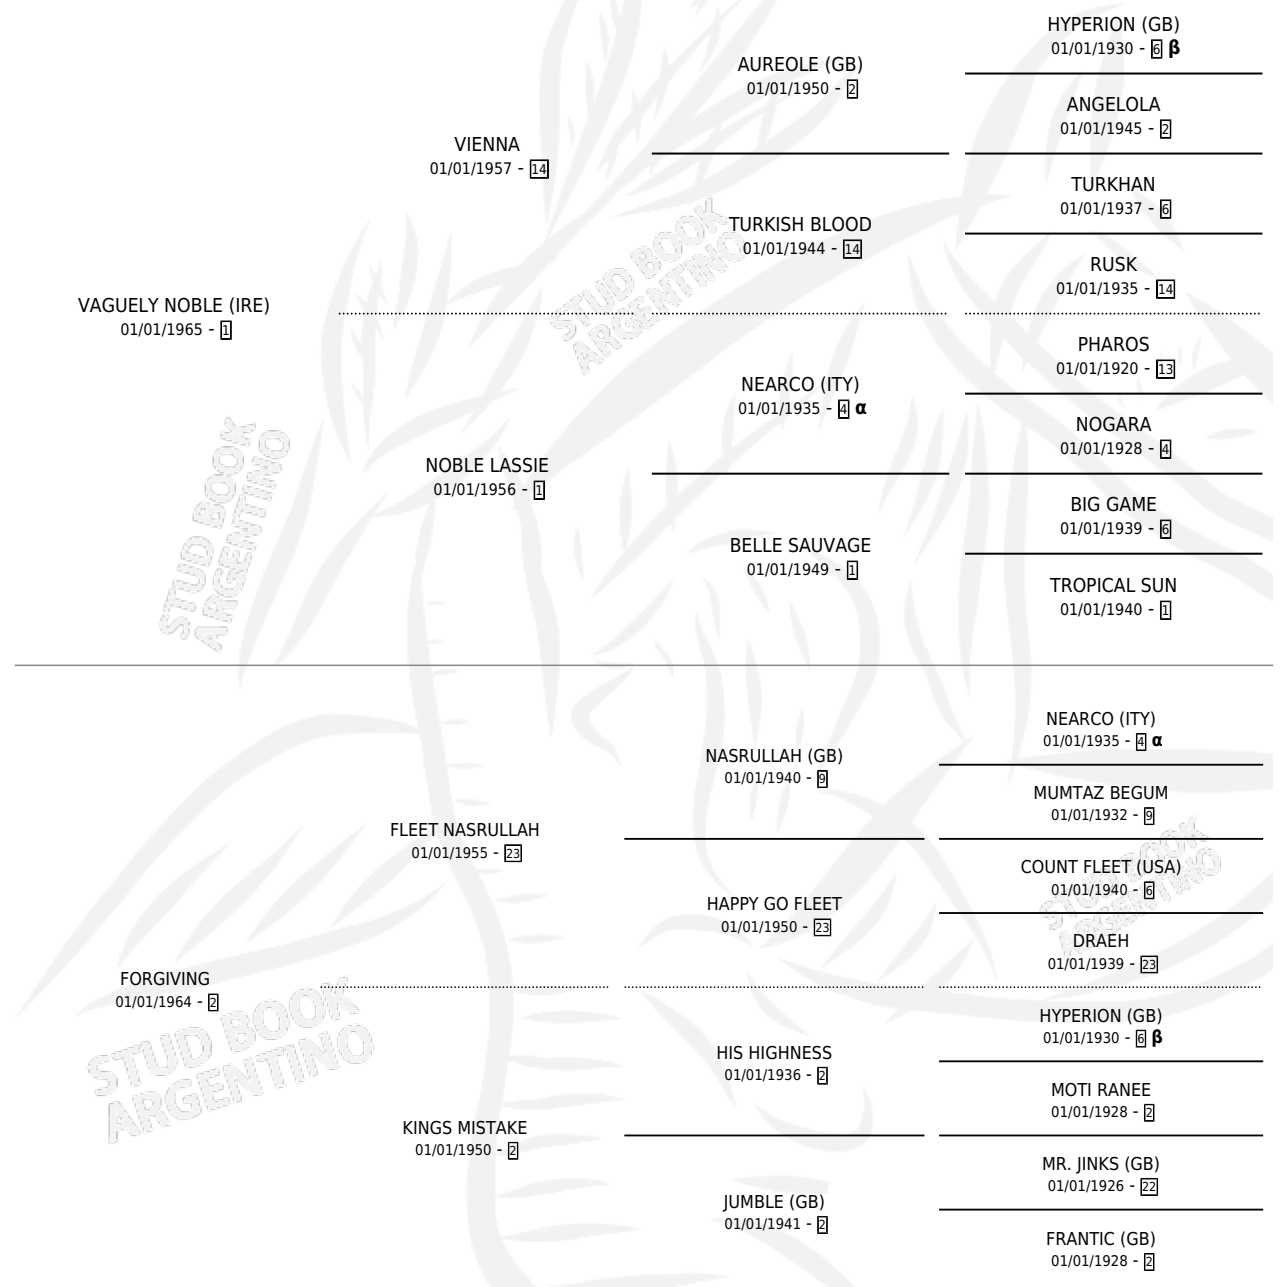 HYPERION (GB)
01/01/1930 - 6 β
AUREOLE (GB)
01/01/1950 - 2
ANGELOLA
01/01/1945 - 2
VIENNA
01/01/1957 - 14
TURKHAN
01/01/1937 - 6
TURKISH BLOOD
01/01/1944 - 14
RUSK
01/01/1935 - 14
VAGUELY NOBLE (IRE)
01/01/1965 - 1
PHAROS
01/01/1920 - 13
NEARCO (ITY)
01/01/1935 - 4 α
NOGARA
01/01/1928 - 4
NOBLE LASSIE
01/01/1956 - 1
BIG GAME
01/01/1939 - 6
BELLE SAUVAGE
01/01/1949 - 1
TROPICAL SUN
01/01/1940 - 1
NEARCO (ITY)
01/01/1935 - 4 α
NASRULLAH (GB)
01/01/1940 - 9
MUMTAZ BEGUM
01/01/1932 - 9
FLEET NASRULLAH
01/01/1955 - 23
COUNT FLEET (USA)
01/01/1940 - 6
HAPPY GO FLEET
01/01/1950 - 23
DRAEH
01/01/1939 - 23
FORGIVING
01/01/1964 - 2
HYPERION (GB)
01/01/1930 - 6 β
HIS HIGHNESS
01/01/1936 - 2
MOTI RANEE
01/01/1928 - 2
KINGS MISTAKE
01/01/1950 - 2
MR. JINKS (GB)
01/01/1926 - 22
JUMBLE (GB)
01/01/1941 - 2
FRANTIC (GB)
01/01/1928 - 2
STUD BOOK
ARGENTINO
STUD BOOK
ARGENTINO
STUD BOOK
ARGENTINO
STUD BOOK
ARGENTINO